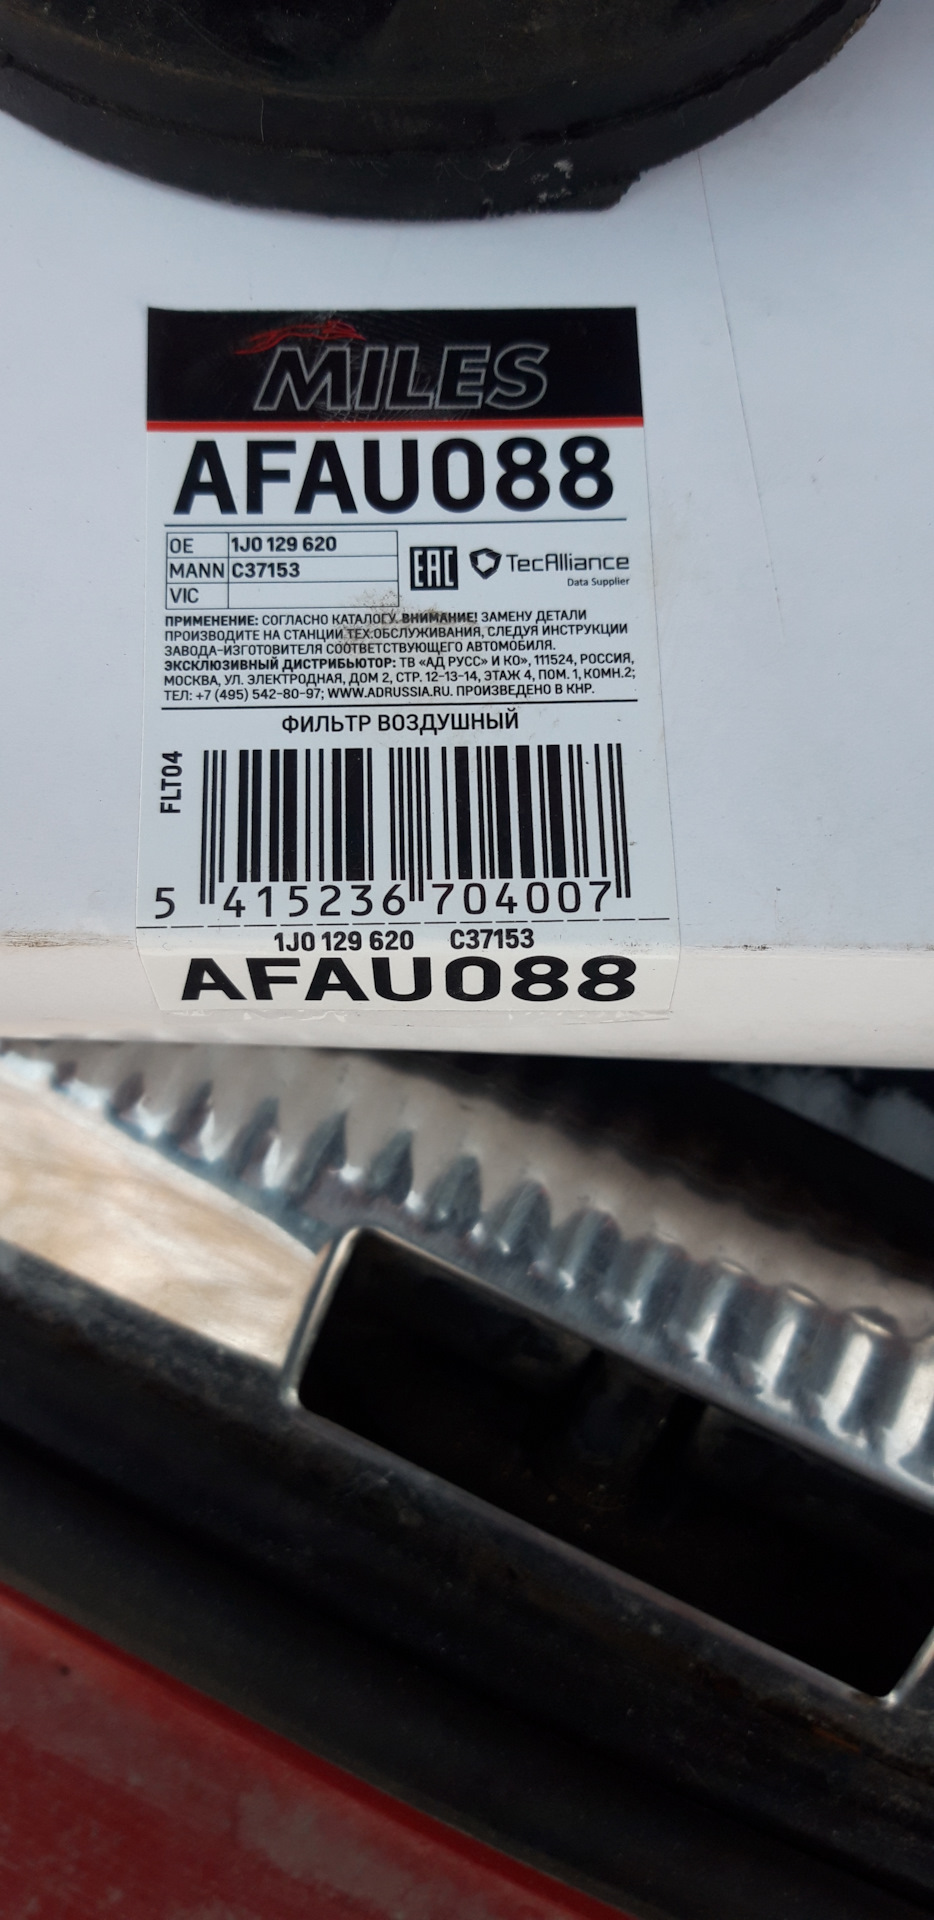 MILES
AFAU088
OE 1J0 129 620
MANN C37153
VIC
EAC TecAlliance
Data Supplier
ПРИМЕНЕНИЕ: СОГЛАСНО КАТАЛОГУ. ВНИМАНИЕ! ЗАМЕНУ ДЕТАЛИ
ПРОИЗВОДИТЕ НА СТАНЦИИ ТЕХ.ОБСЛУЖИВАНИЯ, СЛЕДУЯ ИНСТРУКЦИИ
ЗАВОДА-ИЗГОТОВИТЕЛЯ СООТВЕТСТВУЮЩЕГО АВТОМОБИЛЯ.
ЭКСКЛЮЗИВНЫЙ ДИСТРИБЬЮТОР: ТВ «АД РУСС» И КО», 111524, РОССИЯ,
МОСКВА, УЛ. ЭЛЕКТРОДНАЯ, ДОМ 2, СТР. 12-13-14, ЭТАЖ 4, ПОМ. 1, КОМН.2;
ТЕЛ: +7 (495) 542-80-97; WWW.ADRUSSIA.RU. ПРОИЗВЕДЕНО В КНР.
ФИЛЬТР ВОЗДУШНЫЙ
FLT04
5 415236 704007
1J0 129 620 C37153
AFAU088